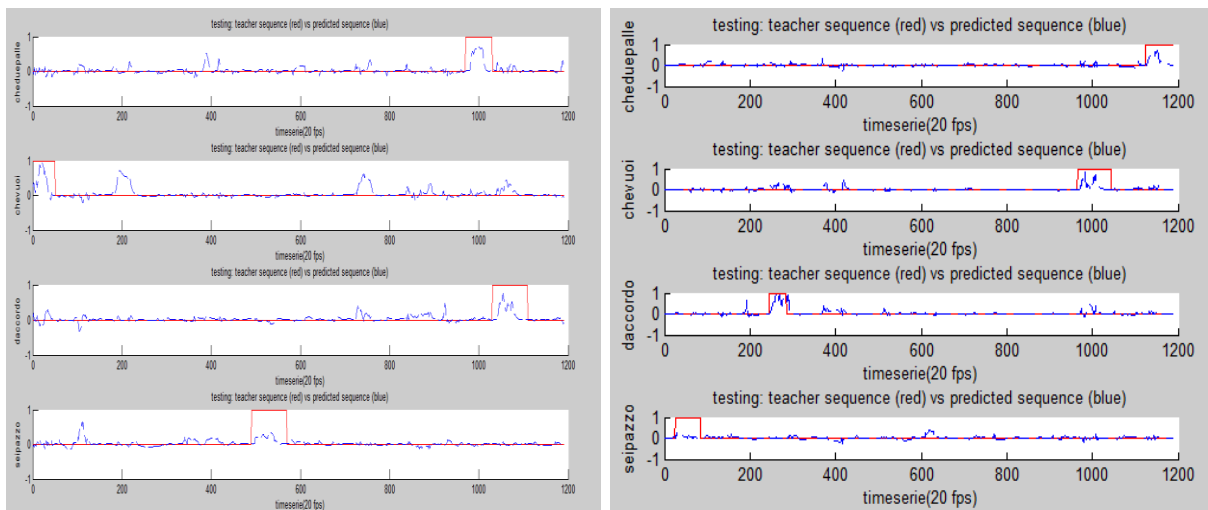 testing: teacher sequence (red) vs predicted sequence (blue)
cheduepalle
1
0
-1
0 200 400 600 800 1000 1200
timeserie(20 fps)
testing: teacher sequence (red) vs predicted sequence (blue)
chevuoi
1
0
-1
0 200 400 600 800 1000 1200
timeserie(20 fps)
testing: teacher sequence (red) vs predicted sequence (blue)
daccordo
1
0
-1
0 200 400 600 800 1000 1200
timeserie(20 fps)
testing: teacher sequence (red) vs predicted sequence (blue)
seipazzo
1
0
-1
0 200 400 600 800 1000 1200
timeserie(20 fps)
testing: teacher sequence (red) vs predicted sequence (blue)
cheduepalle
1
0
-1
0 200 400 600 800 1000 1200
timeserie(20 fps)
testing: teacher sequence (red) vs predicted sequence (blue)
chevuoi
1
0
-1
0 200 400 600 800 1000 1200
timeserie(20 fps)
testing: teacher sequence (red) vs predicted sequence (blue)
daccordo
1
0
-1
0 200 400 600 800 1000 1200
timeserie(20 fps)
testing: teacher sequence (red) vs predicted sequence (blue)
seipazzo
1
0
-1
0 200 400 600 800 1000 1200
timeserie(20 fps)